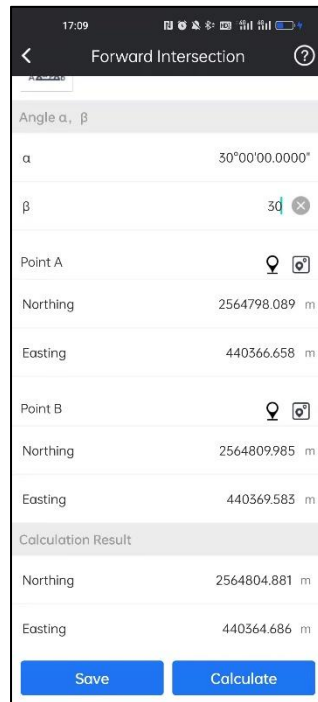 17:09
Forward Intersection
Angle α, β
α 30°00'00.0000"
β 30
Point A
Northing 2564798.089 m
Easting 440366.658 m
Point B
Northing 2564809.985 m
Easting 440369.583 m
Calculation Result
Northing 2564804.881 m
Easting 440364.686 m
Save Calculate